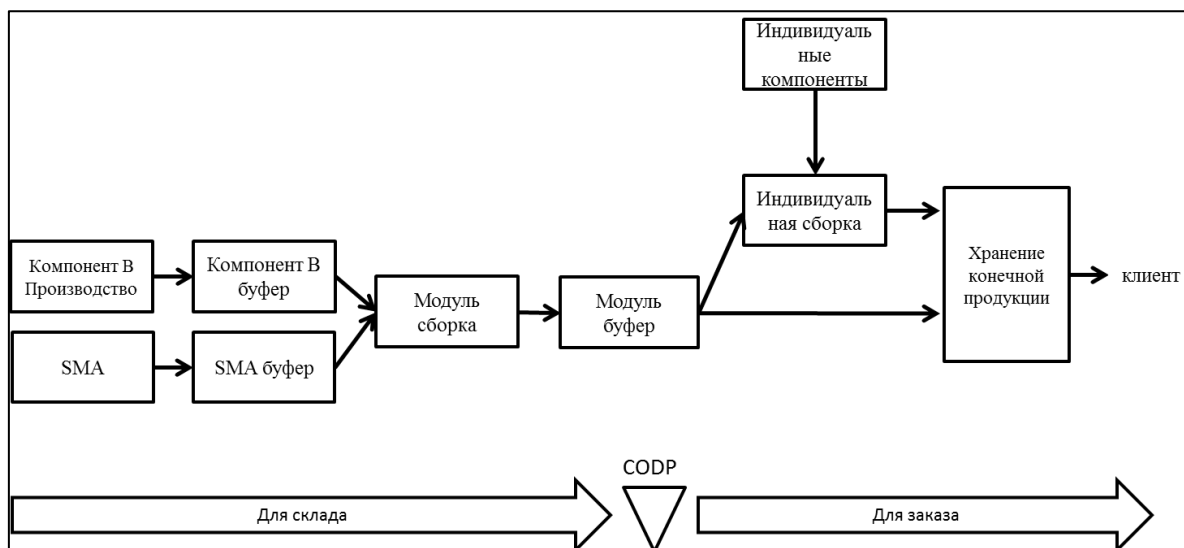 Индивидуаль
ные
компоненты
Индивидуаль
ная сборка
Компонент В
Производство
Компонент В
буфер
Модуль
сборка
Модуль
буфер
Хранение
конечной
продукции
клиент
SMA
SMA буфер
CODP
Для склада
Для заказа